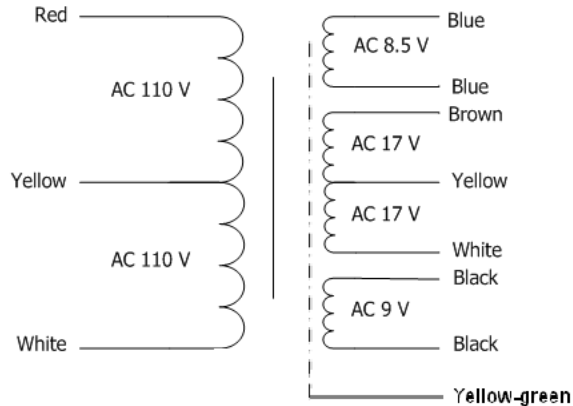 Red
AC 110 V
Yellow
AC 110 V
White
Blue
AC 8.5 V
Blue
Brown
AC 17 V
Yellow
AC 17 V
White
Black
AC 9 V
Black
Yellow-green